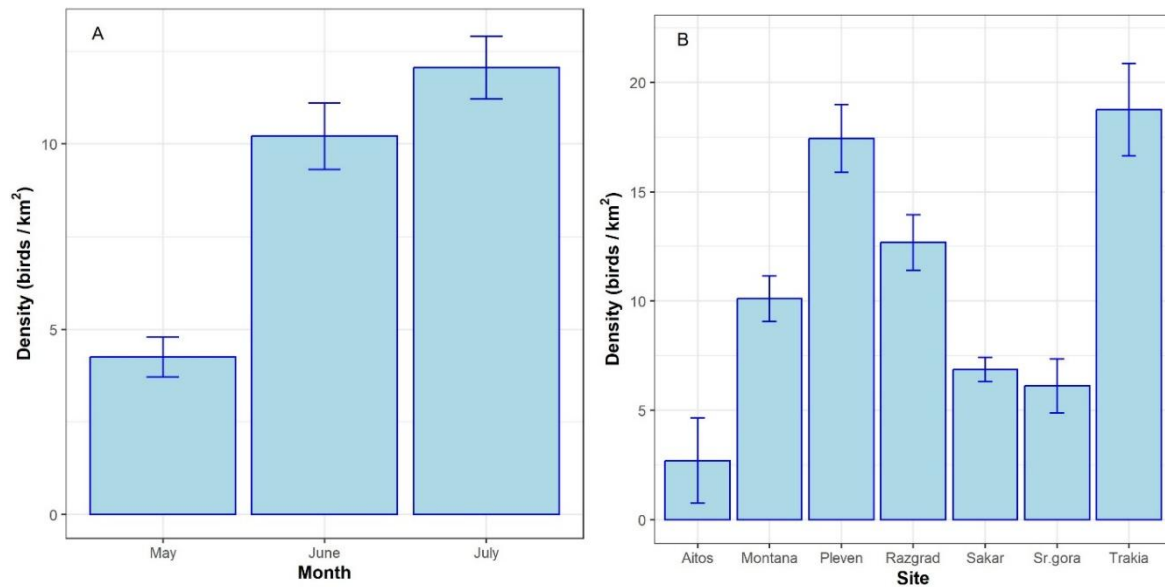 A
Density (birds / km²)
10
5
0
May June July
Month
B
Density (birds / km²)
20
15
10
5
0
Aitos Montana Pleven Razgrad Sakar Sr.gora Trakia
Site